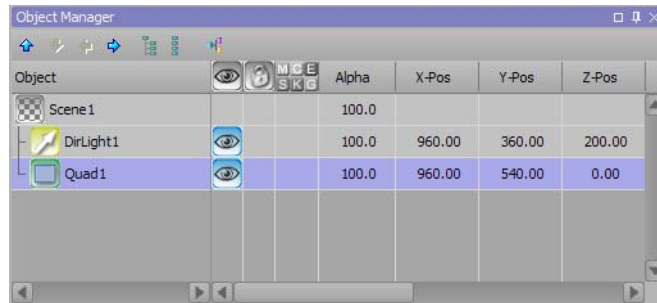 Object Manager
Object M C E S K G Alpha X-Pos Y-Pos Z-Pos
Scene1 100.0
DirLight1 100.0 960.00 360.00 200.00
Quad1 100.0 960.00 540.00 0.00